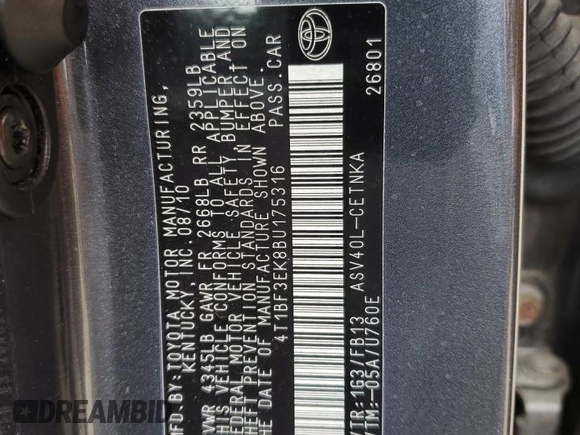 MFD.BY:TOYOTA MOTOR MANUFACTURING,
KENTUCKY, INC. 08/10
GVWR 4345LB GAWR FR 2668LB RR 2359LB
THIS VEHICLE CONFORMS TO ALL APPLICABLE
FEDERAL MOTOR VEHICLE SAFETY, BUMPER AND
THEFT PREVENTION STANDARDS IN EFFECT ON
THE DATE OF MANUFACTURE SHOWN ABOVE.
4T1BF3EK8BU175316 PASS.CAR
C/TR:1G3/FB13 ASV40L-CETNKA
A/TM:-05A/U760E 26801
© DEALERSCARS AUCTION